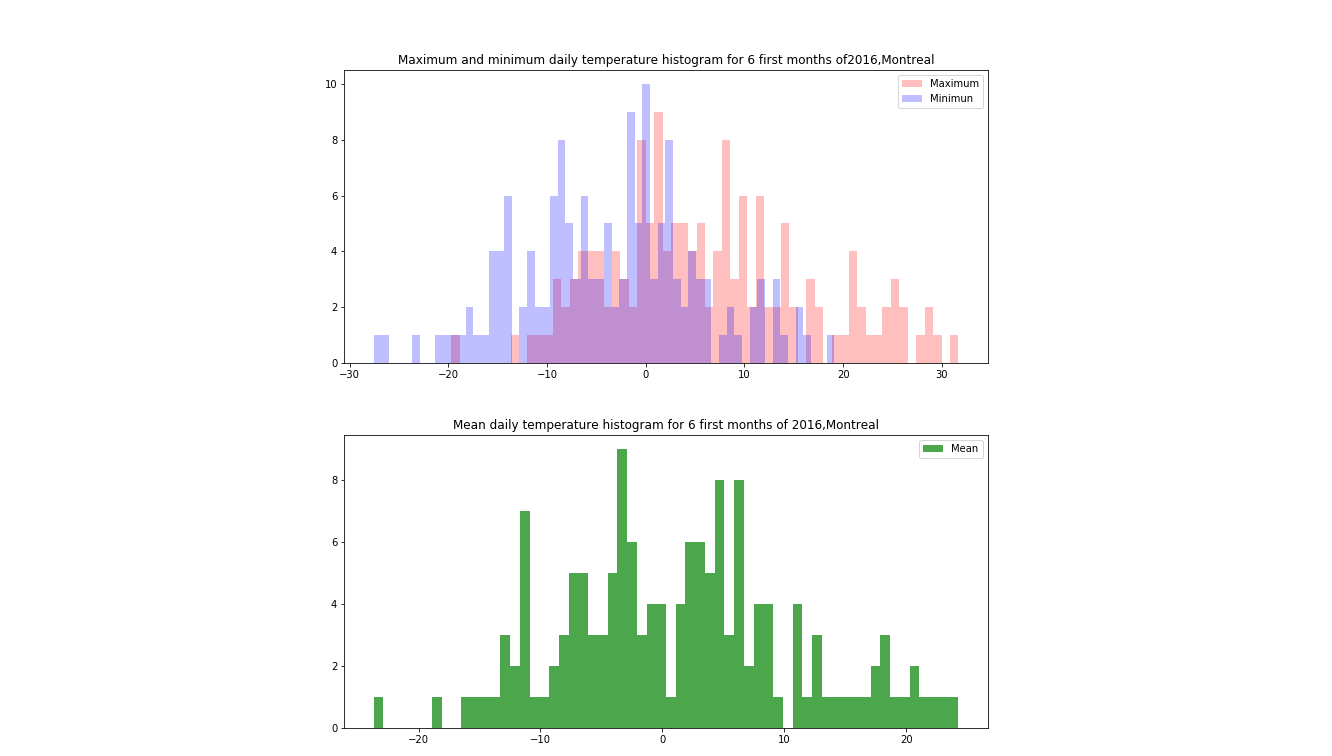 Maximum and minimum daily temperature histogram for 6 first months of2016,Montreal
Maximum
Minimun
10
8
6
4
2
0
−30 −20 −10 0 10 20 30
Mean daily temperature histogram for 6 first months of 2016,Montreal
Mean
8
6
4
2
0
−20 −10 0 10 20